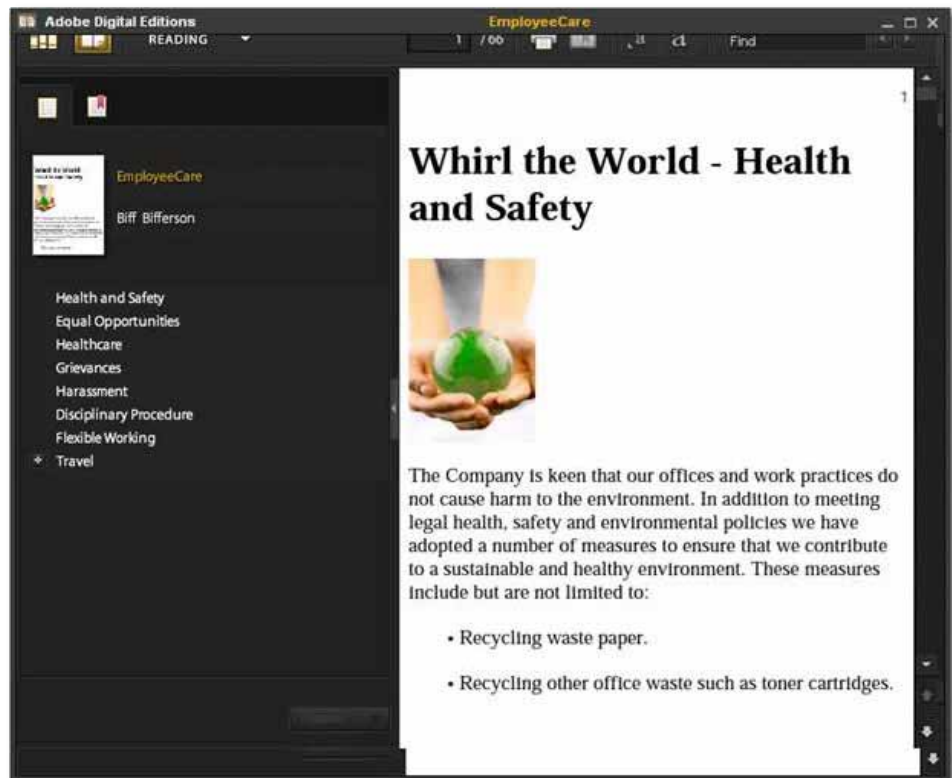 Adobe Digital Editions
EmployeeCare
READING
1 / 66
a
a
Find
EmployeeCare
Biff Bifferson
Health and Safety
Equal Opportunities
Healthcare
Grievances
Harassment
Disciplinary Procedure
Flexible Working
Travel
1
Whirl the World - Health
and Safety
The Company is keen that our offices and work practices do
not cause harm to the environment. In addition to meeting
legal health, safety and environmental policies we have
adopted a number of measures to ensure that we contribute
to a sustainable and healthy environment. These measures
include but are not limited to:
• Recycling waste paper.
• Recycling other office waste such as toner cartridges.